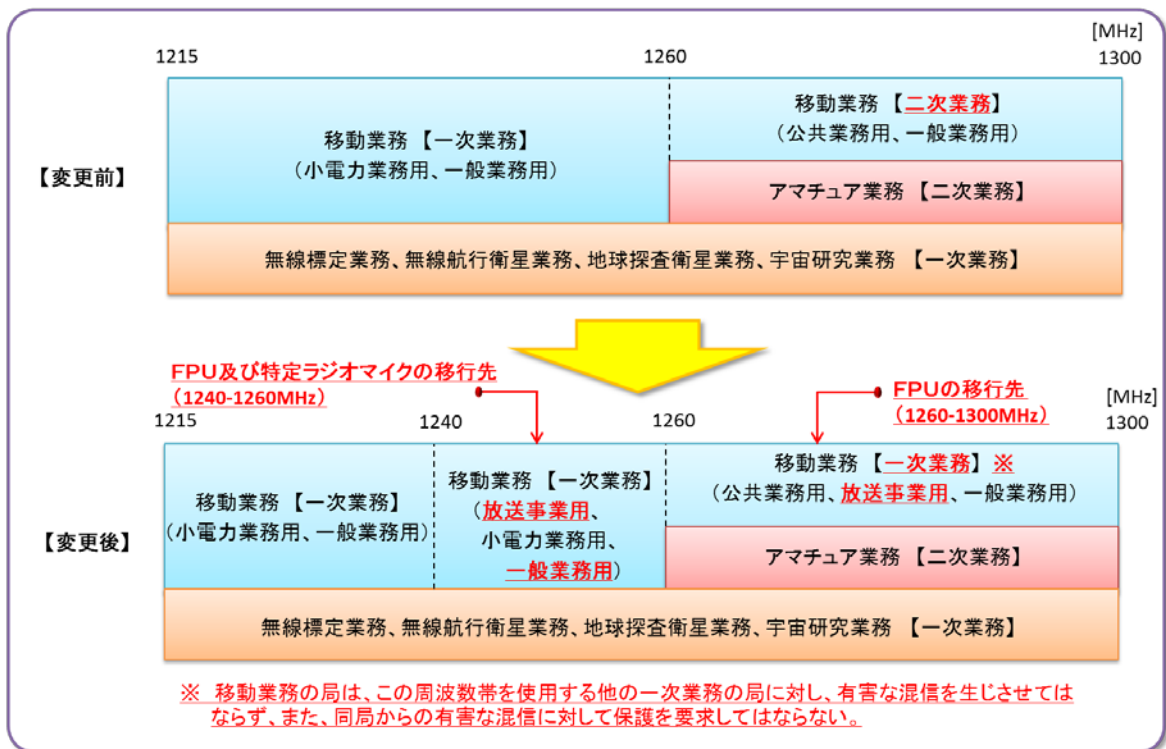 [MHz]
1215 1260 1300
【変更前】
移動業務 【一次業務】
（小電力業務用、一般業務用）
移動業務 【二次業務】
（公共業務用、一般業務用）
アマチュア業務 【二次業務】
無線標定業務、無線航行衛星業務、地球探査衛星業務、宇宙研究業務 【一次業務】
FPU及び特定ラジオマイクの移行先
（1240-1260MHz）
FPUの移行先
（1260-1300MHz）
[MHz]
1215 1240 1260 1300
【変更後】
移動業務 【一次業務】
（小電力業務用、一般業務用）
移動業務 【一次業務】
（放送事業用、
小電力業務用、
一般業務用）
移動業務 【一次業務】 ※
（公共業務用、放送事業用、一般業務用）
アマチュア業務 【二次業務】
無線標定業務、無線航行衛星業務、地球探査衛星業務、宇宙研究業務 【一次業務】
※ 移動業務の局は、この周波数帯を使用する他の一次業務の局に対し、有害な混信を生じさせては
ならず、また、同局からの有害な混信に対して保護を要求してはならない。